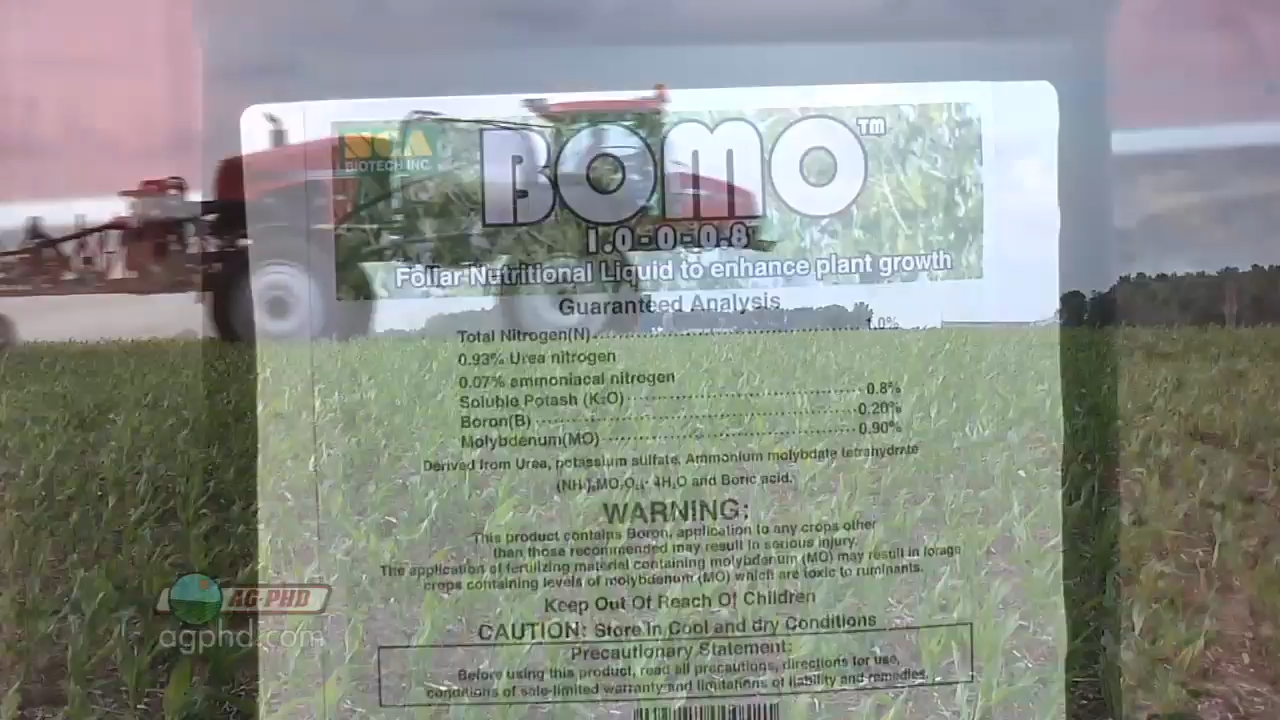 BIOTECH INC.
BOMO™
1.0-0-0.8
Foliar Nutritional Liquid to enhance plant growth
Guaranteed Analysis
Total Nitrogen(N) 1.0%
0.93% Urea nitrogen
0.07% ammoniacal nitrogen
Soluble Potash (K₂O) 0.8%
Boron(B) 0.20%
Molybdenum(MO) 0.90%
Derived from Urea, potassium sulfate, Ammonium molybdate tetrahydrate
4H₂O and Boric acid.
WARNING:
This product contains Boron, application to any crops other
than those recommended may result in serious injury.
The application of fertilizing material containing molybdenum (MO) may result in forage
crops containing levels of molybdenum (MO) which are toxic to ruminants.
Keep Out Of Reach Of Children
CAUTION: Store In Cool and dry Conditions
Precautionary Statement:
Before using this product, read all precautions, directions for use,
conditions of sale-limited warranty and limitations of liability and remedies.
AG-PHD
agphd.com